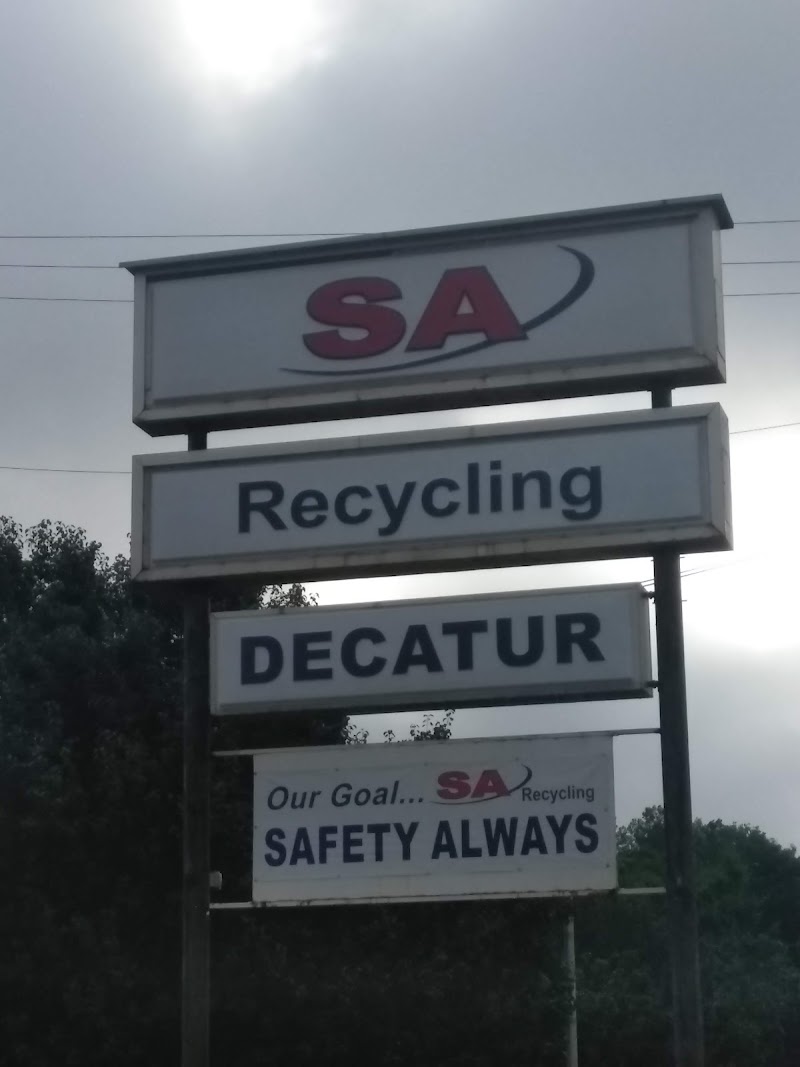 SA
Recycling
DECATUR
Our Goal... SA Recycling
SAFETY ALWAYS